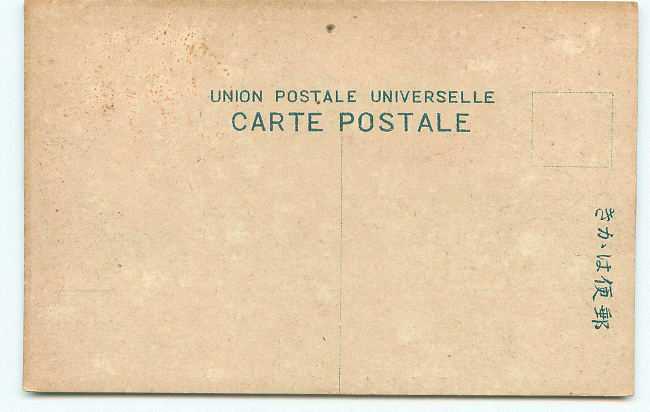 UNION POSTALE UNIVERSELLE
CARTE POSTALE
きかは便郵